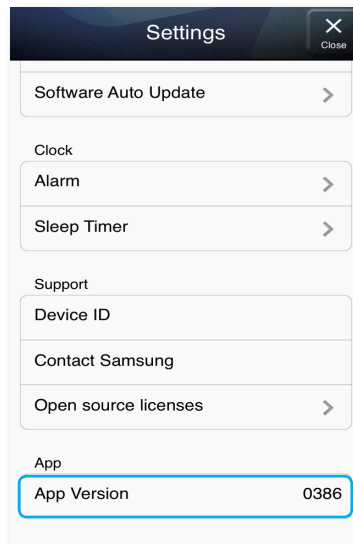 Settings
Close
Software Auto Update
Clock
Alarm
Sleep Timer
Support
Device ID
Contact Samsung
Open source licenses
App
App Version 0386